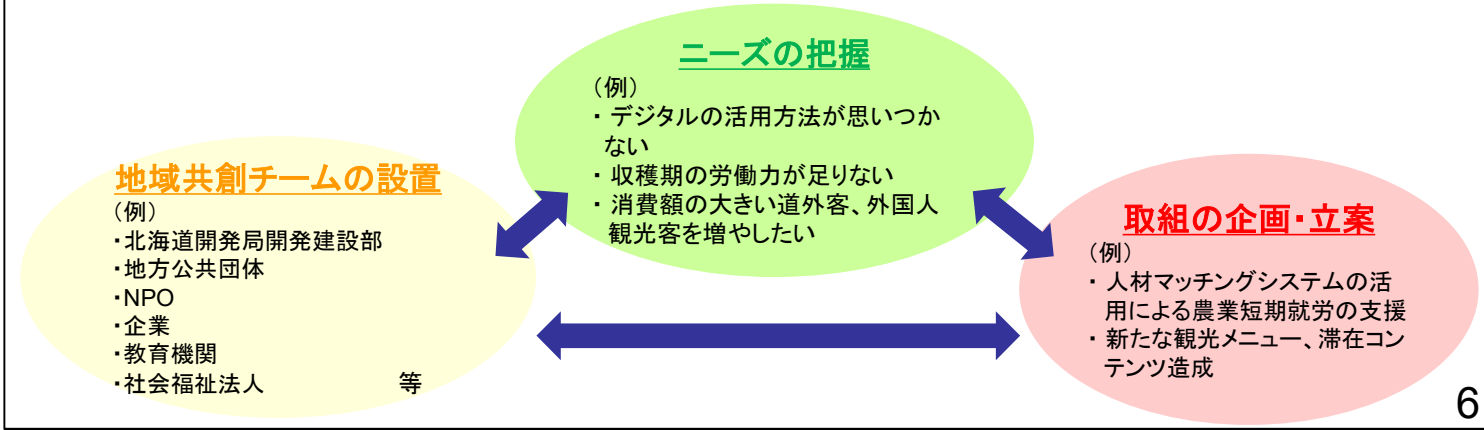 ニーズの把握
（例）
・ デジタルの活用方法が思いつか
ない
・ 収穫期の労働力が足りない
・ 消費額の大きい道外客、外国人
観光客を増やしたい
地域共創チームの設置
（例）
・北海道開発局開発建設部
・地方公共団体
・NPO
・企業
・教育機関
・社会福祉法人 等
取組の企画・立案
（例）
・ 人材マッチングシステムの活
用による農業短期就労の支援
・ 新たな観光メニュー、滞在コン
テンツ造成
6